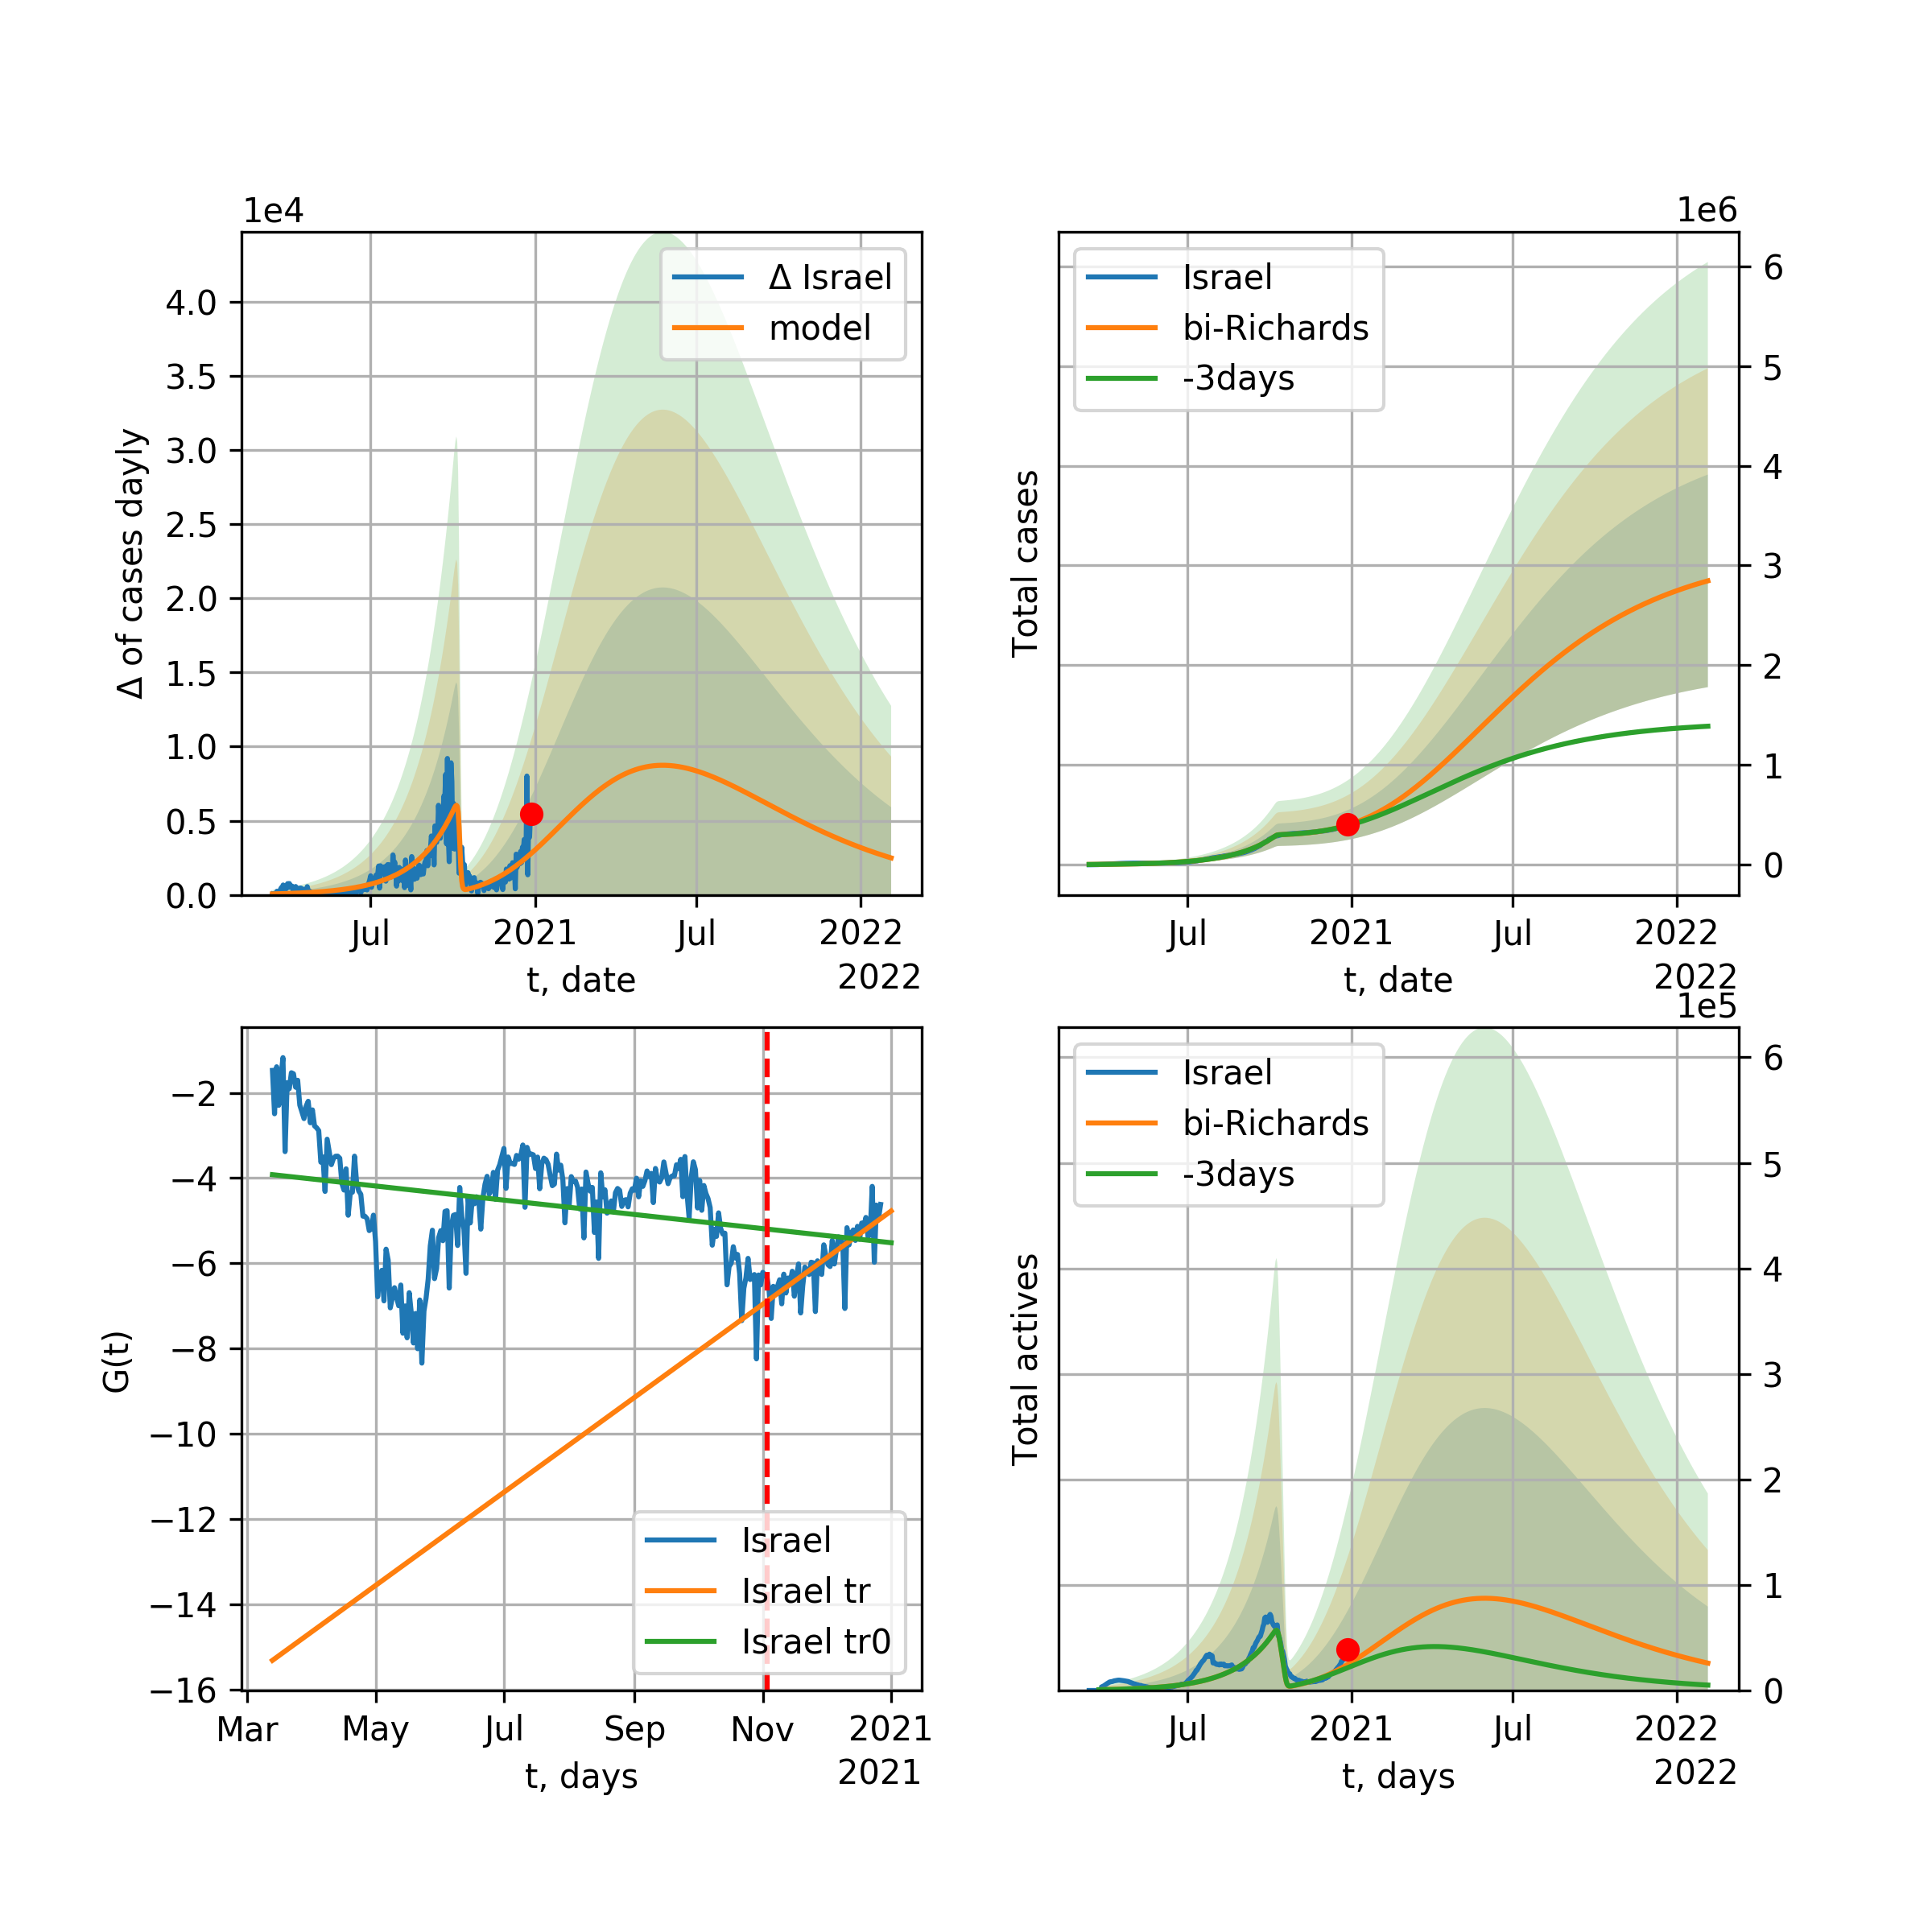 1e4
Δ of cases dayly
4.0
3.5
3.0
2.5
2.0
1.5
1.0
0.5
0.0
Δ Israel
model
Jul
2021
Jul
2022
t, date
2022
1e6
Total cases
Israel
bi-Richards
-3days
6
5
4
3
2
1
0
Jul
2021
Jul
2022
t, date
2022
G(t)
−2
−4
−6
−8
−10
−12
−14
−16
Israel
Israel tr
Israel tr0
Mar
May
Jul
Sep
Nov
2021
t, days
2021
1e5
Total actives
Israel
bi-Richards
-3days
6
5
4
3
2
1
0
Jul
2021
Jul
2022
t, days
2022